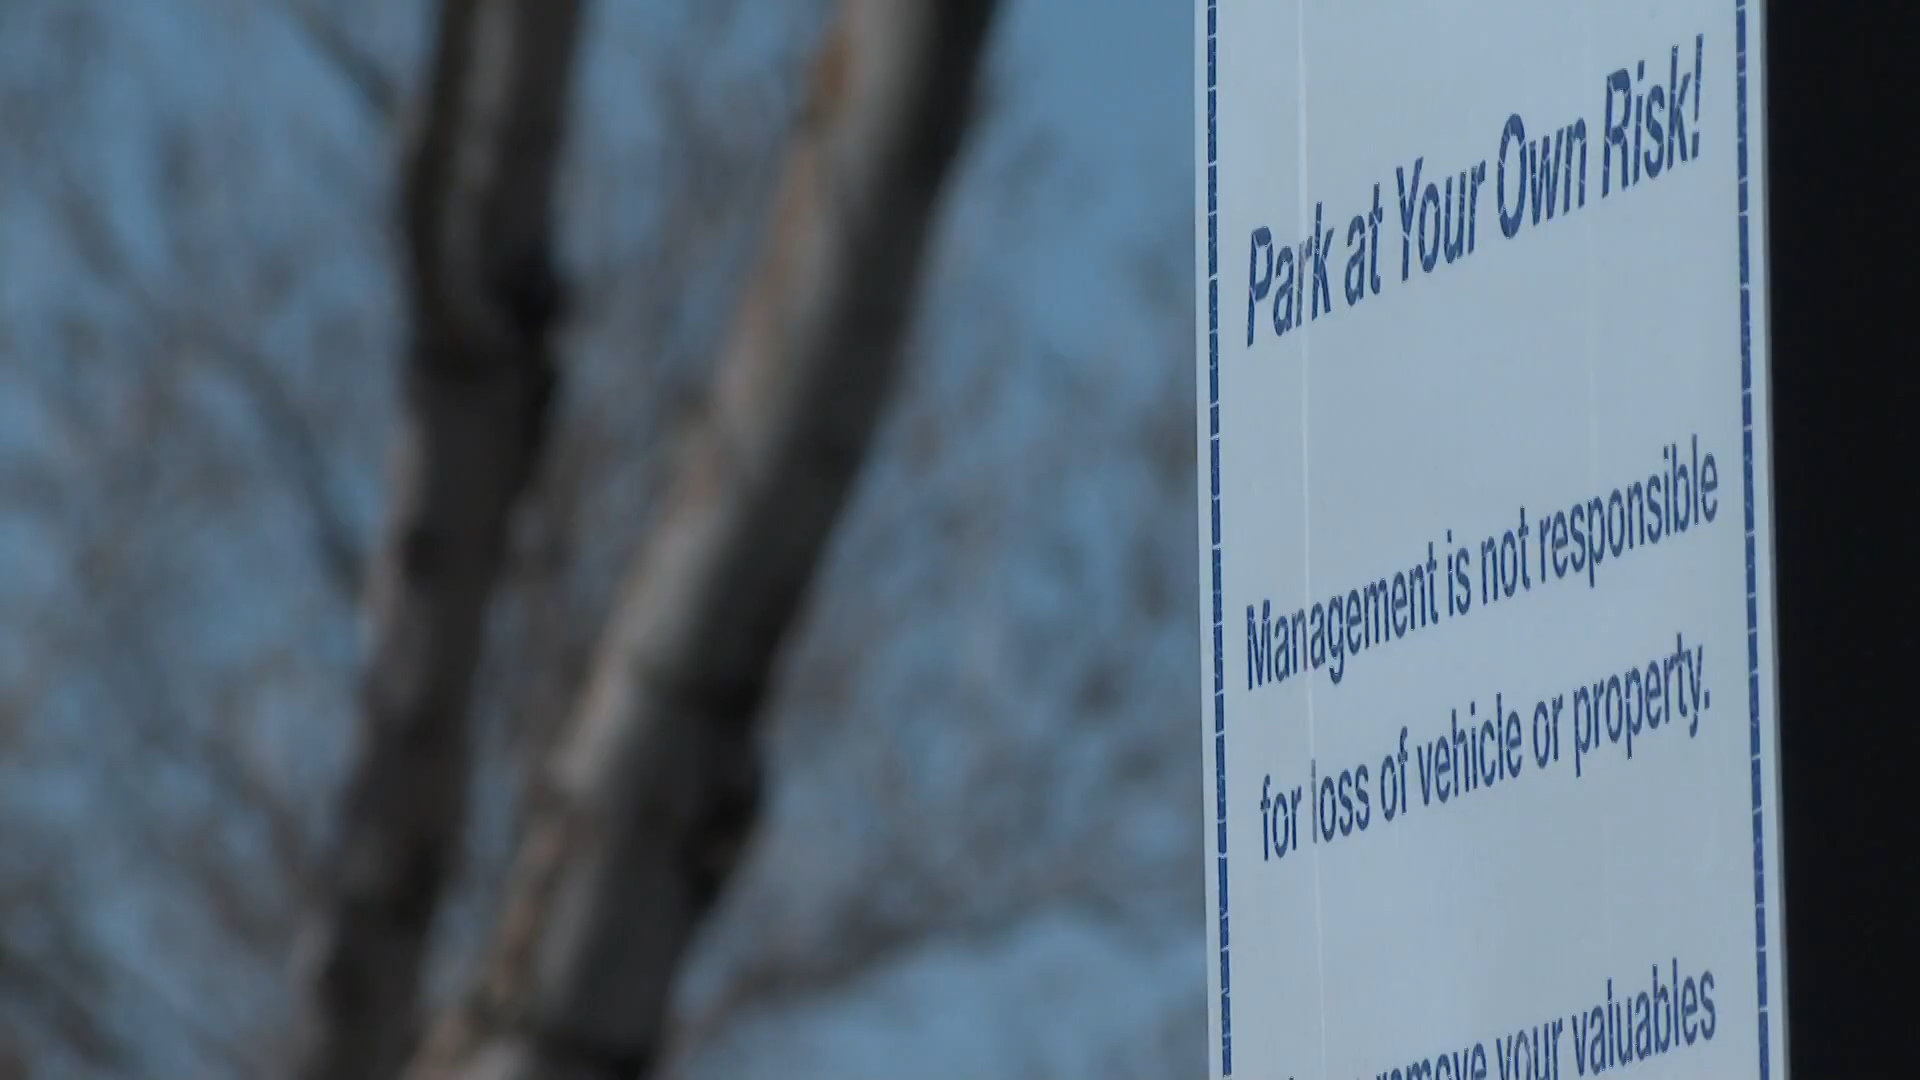 Park at Your Own Risk!
Management is not responsible
for loss of vehicle or property.
remove your valuables